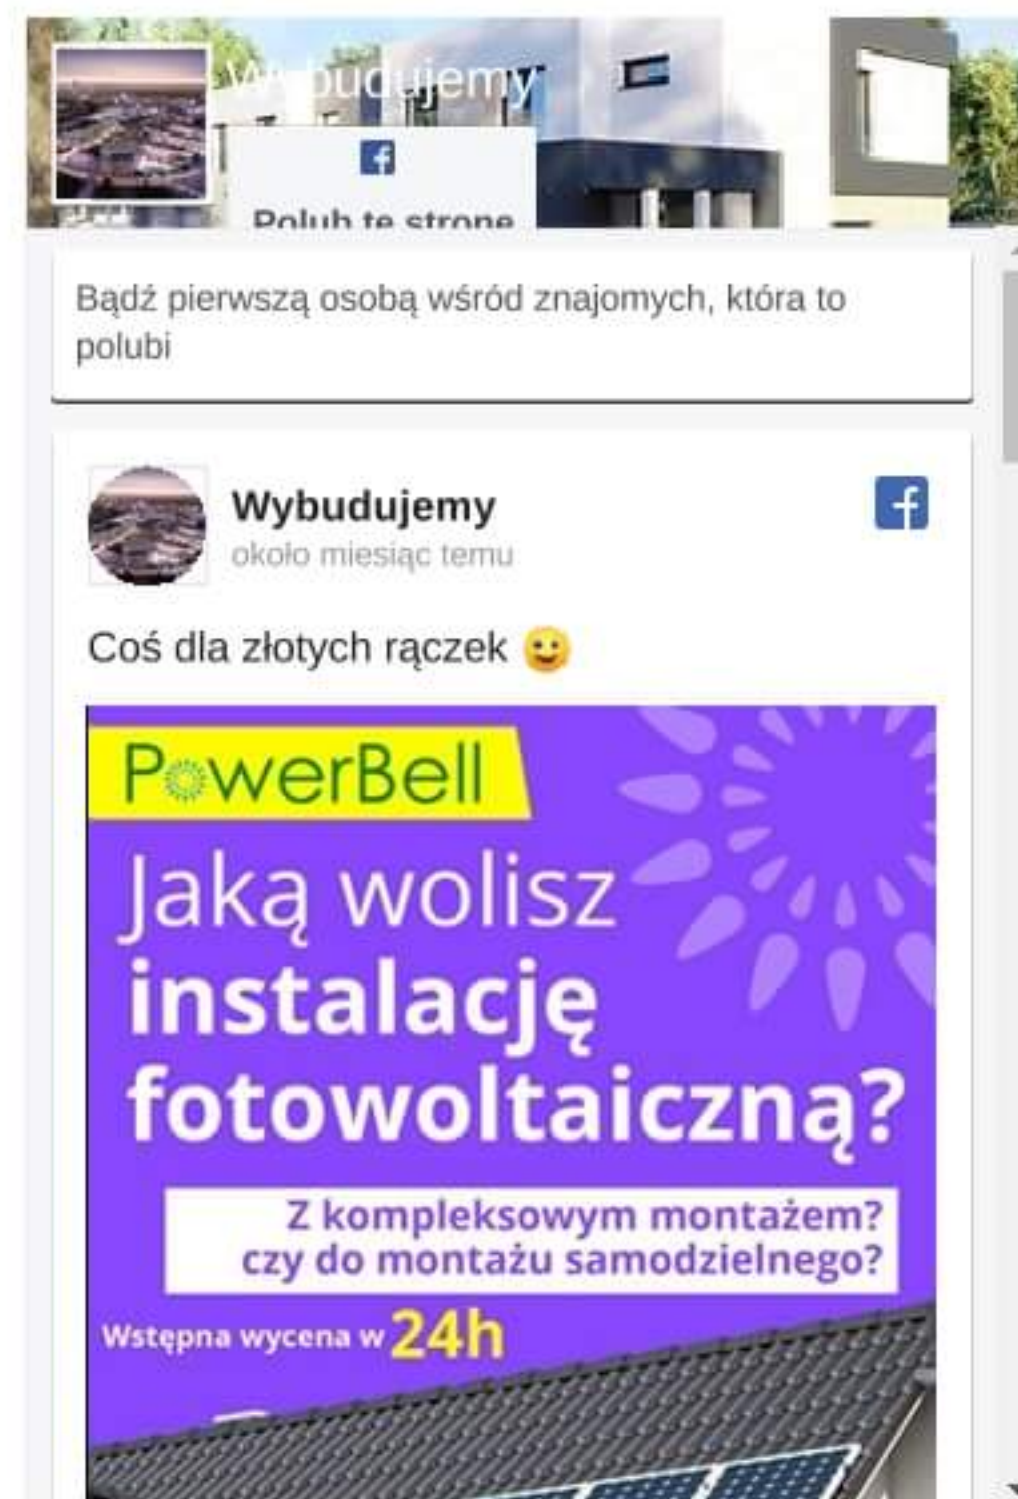 Wybudujemy
Polub tę stronę
Bądź pierwszą osobą wśród znajomych, która to
polubi
Wybudujemy
około miesiąc temu
Coś dla złotych rączek
PowerBell
Jaką wolisz
instalację
fotowoltaiczną?
Z kompleksowym montażem?
czy do montażu samodzielnego?
Wstępna wycena w 24h